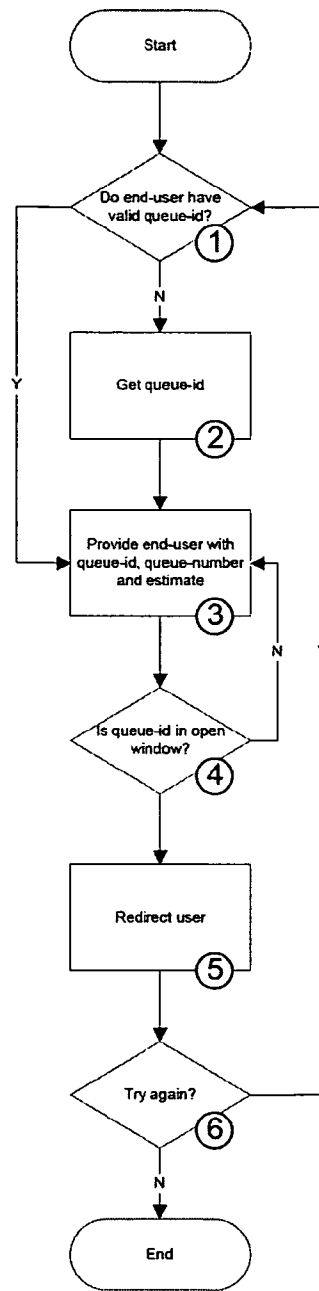 Start
Do end-user have
valid queue-id?
1
N
Y
Get queue-id
2
Provide end-user with
queue-id, queue-number
and estimate
3
N
Is queue-id in open
window?
4
Redirect user
5
Try again?
6
N
End